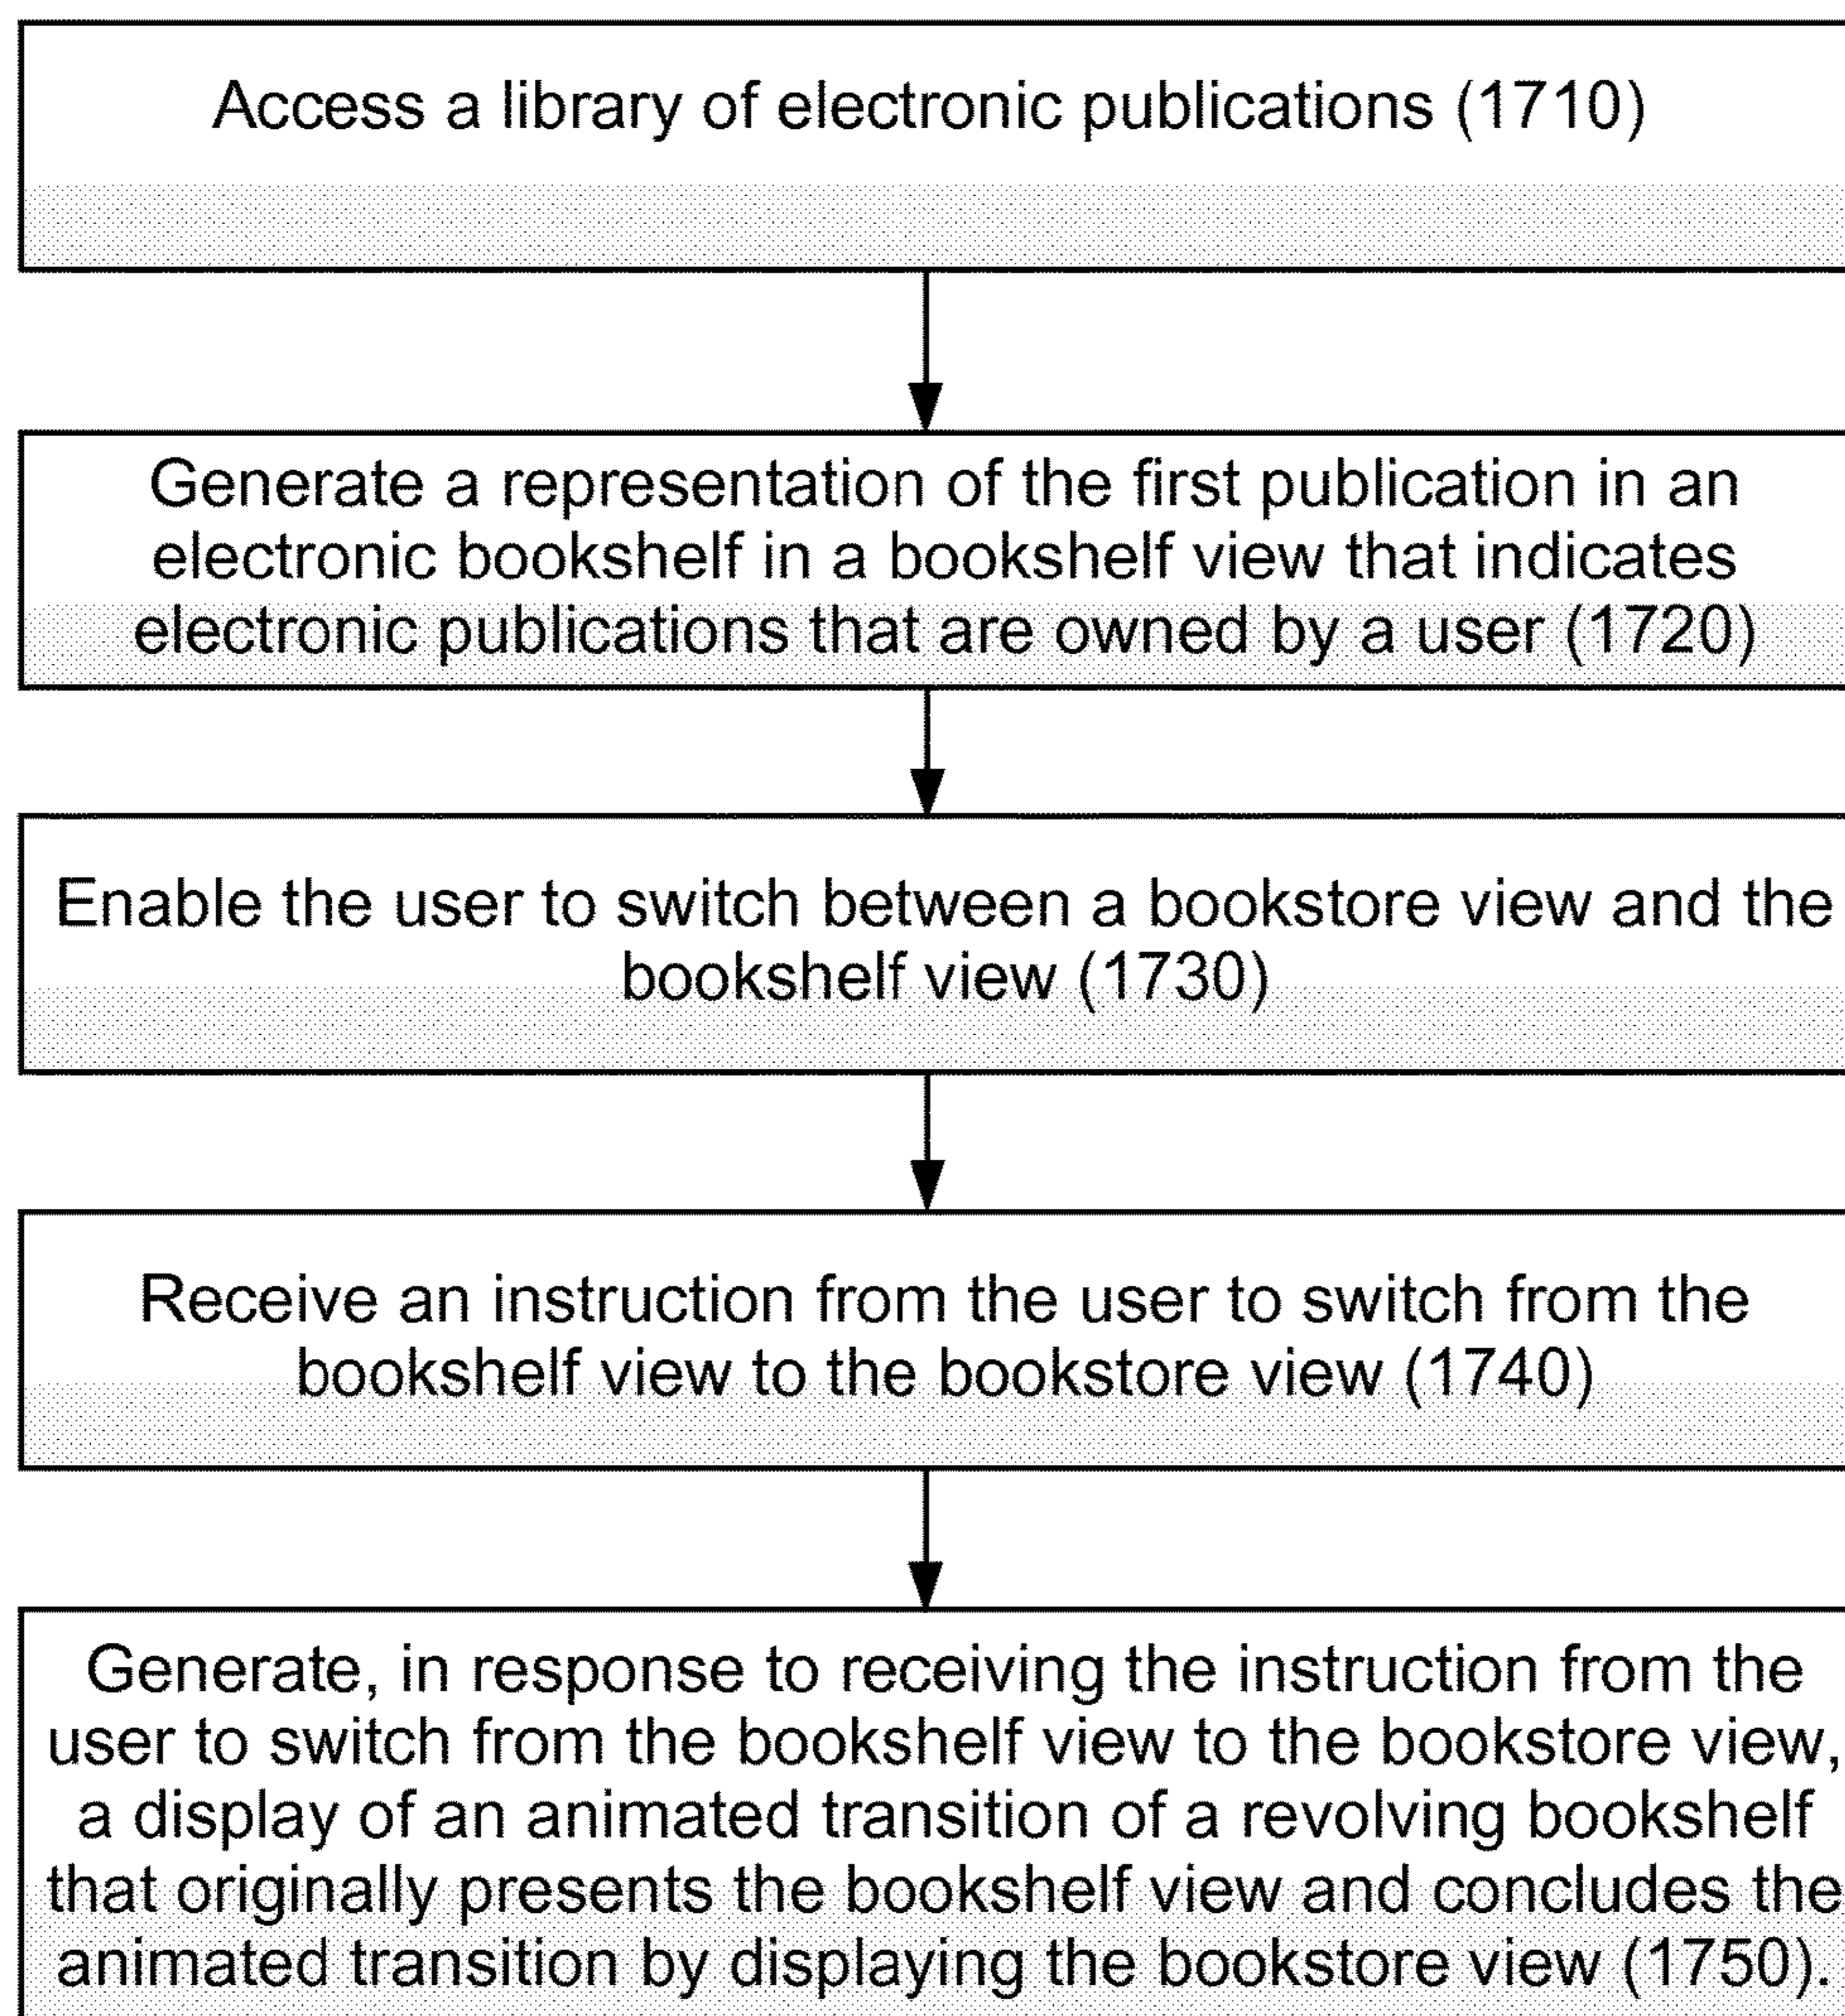 Access a library of electronic publications (1710)
Generate a representation of the first publication in an
electronic bookshelf in a bookshelf view that indicates
electronic publications that are owned by a user (1720)
Enable the user to switch between a bookstore view and the
bookshelf view (1730)
Receive an instruction from the user to switch from the
bookshelf view to the bookstore view (1740)
Generate, in response to receiving the instruction from the
user to switch from the bookshelf view to the bookstore view,
a display of an animated transition of a revolving bookshelf
that originally presents the bookshelf view and concludes the
animated transition by displaying the bookstore view (1750).